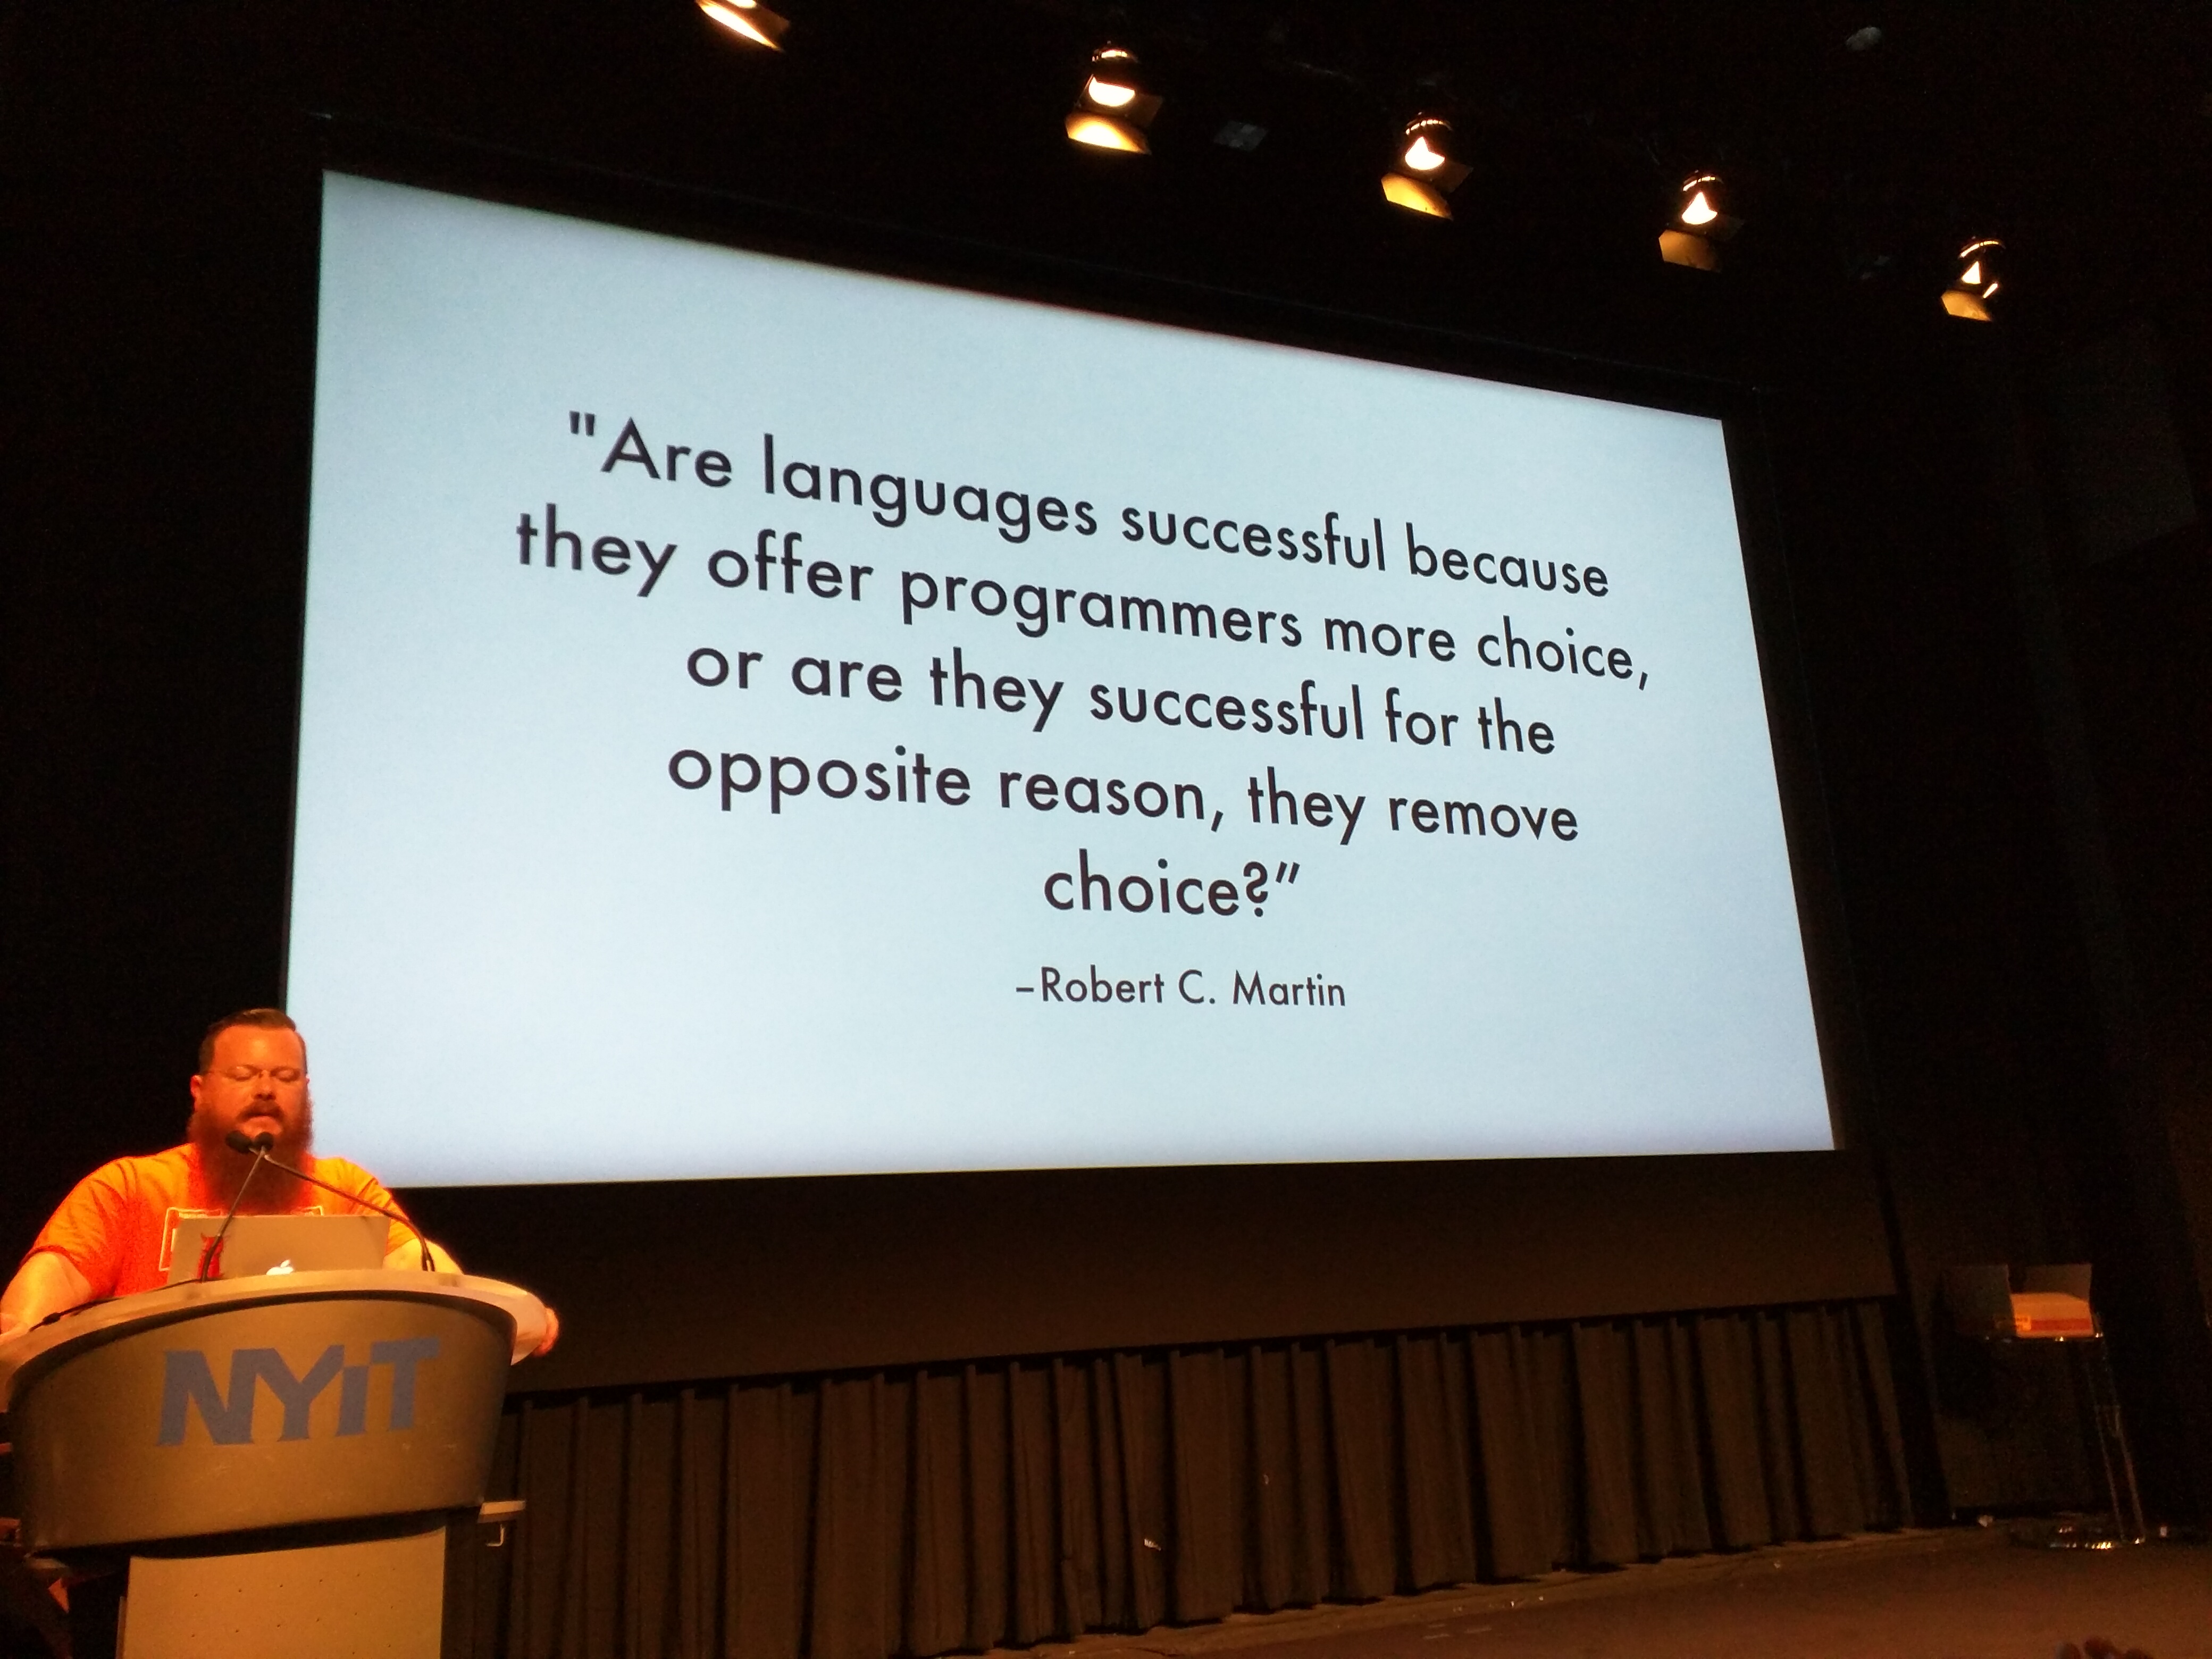 "Are languages successful because
they offer programmers more choice,
or are they successful for the
opposite reason, they remove
choice?"
–Robert C. Martin
NYiT